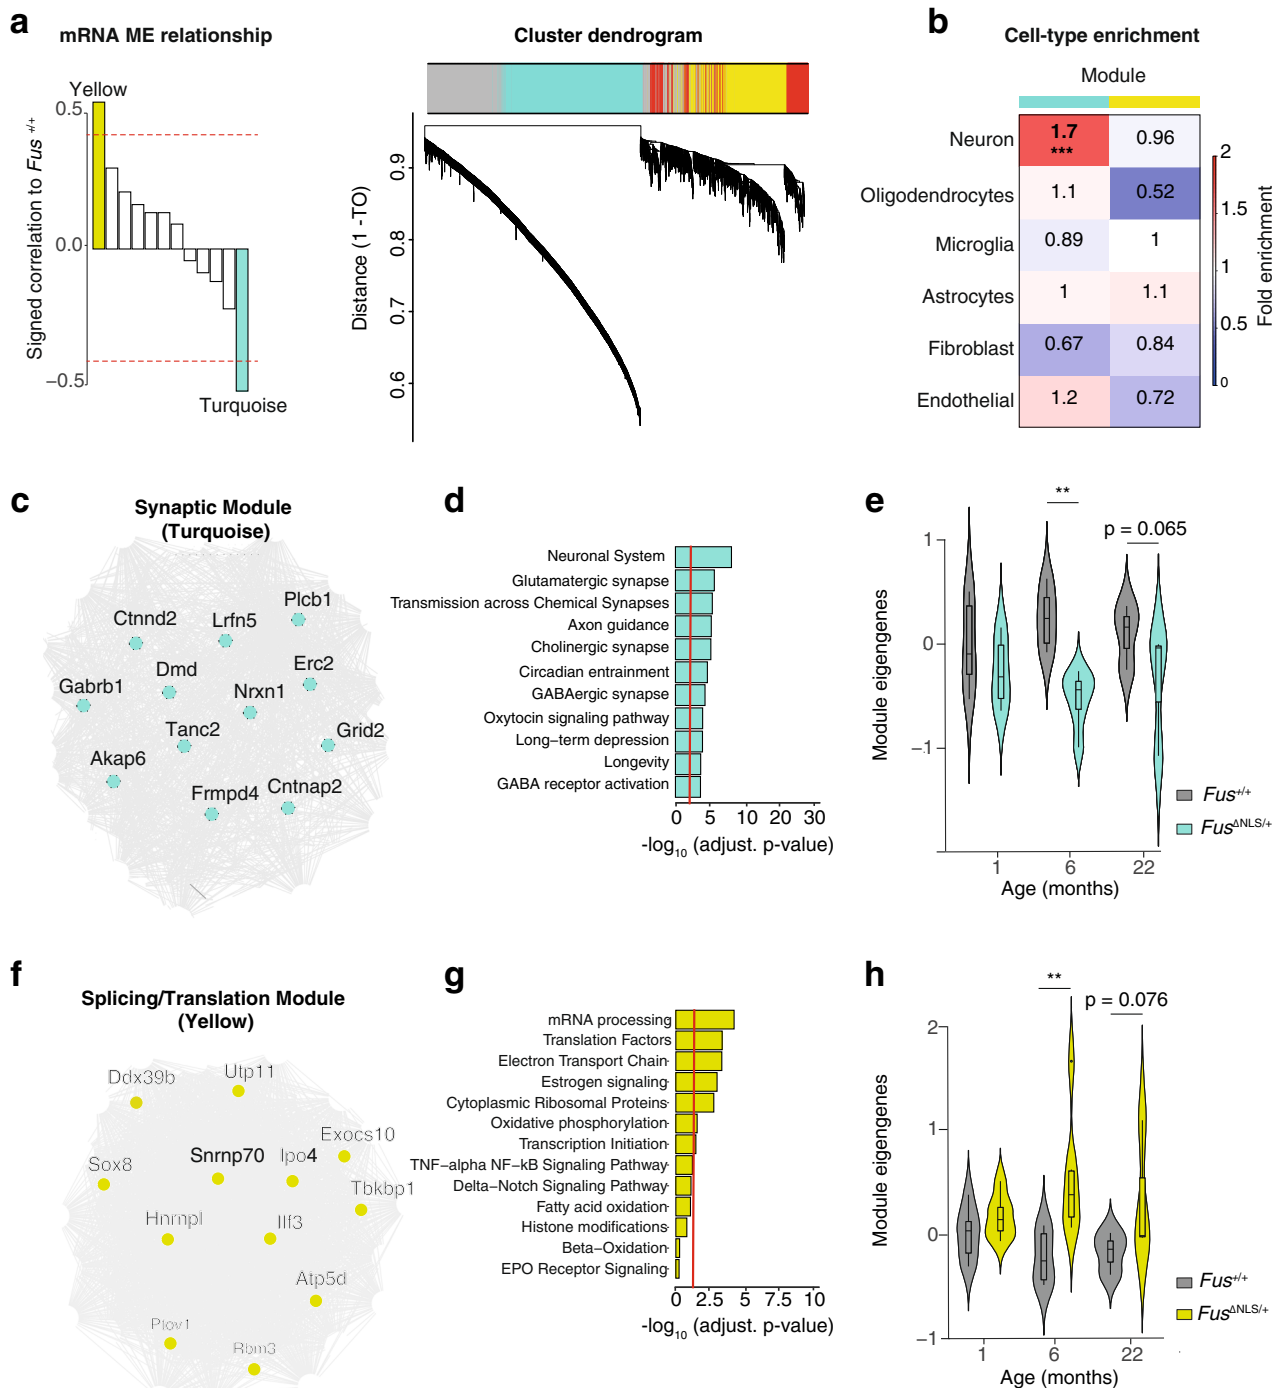 a
mRNA ME relationship
Cluster dendrogram
Yellow
0.5
0.0
−0.5
Signed correlation to Fus +/+
Turquoise
Distance (1 -TO)
0.9
0.8
0.7
0.6
b
Cell-type enrichment
Module
Neuron 1.7 *** 0.96
Oligodendrocytes 1.1 0.52
Microglia 0.89 1
Astrocytes 1 1.1
Fibroblast 0.67 0.84
Endothelial 1.2 0.72
2
1.5
1
0.5
0
Fold enrichment
c
Synaptic Module
(Turquoise)
Plcb1
Ctnnd2
Lrfn5
Dmd
Erc2
Gabrb1
Nrxn1
Tanc2
Grid2
Akap6
Frmpd4
Cntnap2
d
Neuronal System
Glutamatergic synapse
Transmission across Chemical Synapses
Axon guidance
Cholinergic synapse
Circadian entrainment
GABAergic synapse
Oxytocin signaling pathway
Long−term depression
Longevity
GABA receptor activation
0 5 10 20 30
-log10 (adjust. p-value)
e
**
p = 0.065
1
0
−1
Module eigengenes
1 6 22
Age (months)
Fus+/+
FusΔNLS/+
f
Splicing/Translation Module
(Yellow)
Ddx39b
Utp11
Exocs10
Snrnp70
Ipo4
Sox8
Tbkbp1
Hnrnpl
Ilf3
Atp5d
Plov1
Rbm3
g
mRNA processing
Translation Factors
Electron Transport Chain
Estrogen signaling
Cytoplasmic Ribosomal Proteins
Oxidative phosphorylation
Transcription Initiation
TNF-alpha NF-kB Signaling Pathway
Delta-Notch Signaling Pathway
Fatty acid oxidation
Histone modifications
Beta−Oxidation
EPO Receptor Signaling
0 2.5 5 7.5 10
-log10 (adjust. p-value)
h
**
p = 0.076
2
1
0
−1
Module eigengenes
1 6 22
Age (months)
Fus+/+
FusΔNLS/+